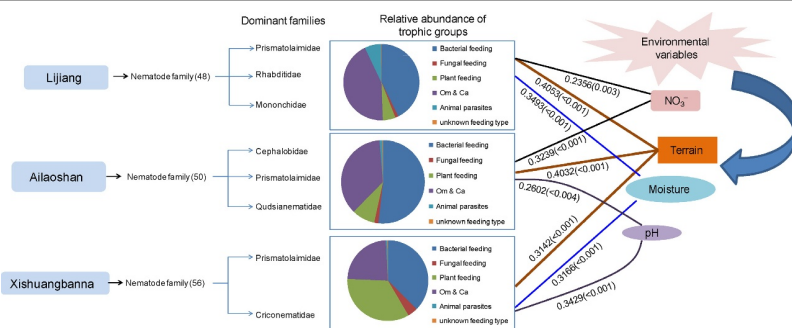 Dominant families
Relative abundance of
trophic groups
Environmental
variables
Lijiang
Nematode family (48)
Prismatolaimidae
Rhabditidae
Mononchidae
Bacterial feeding
Fungal feeding
Plant feeding
Om & Ca
Animal parasites
unknown feeding type
0.2356(0.003)
0.4053(<0.001)
0.3493(<0.001)
NO₃⁻
Terrain
Moisture
pH
Ailaoshan
Nematode family (50)
Cephalobidae
Prismatolaimidae
Qudsianematidae
Bacterial feeding
Fungal feeding
Plant feeding
Om & Ca
Animal parasites
unknown feeding type
0.3239(<0.001)
0.4032(<0.001)
0.2602(<0.004)
Xishuangbanna
Nematode family (56)
Prismatolaimidae
Criconematidae
Bacterial feeding
Fungal feeding
Plant feeding
Om & Ca
Animal parasites
unknown feeding type
0.3142(<0.001)
0.3166(<0.001)
0.3429(<0.001)